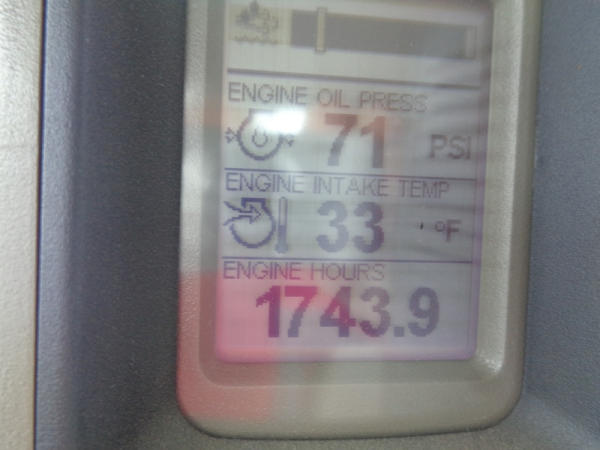 ENGINE OIL PRESS
71 PSI
ENGINE INTAKE TEMP
33 °F
ENGINE HOURS
1743.9